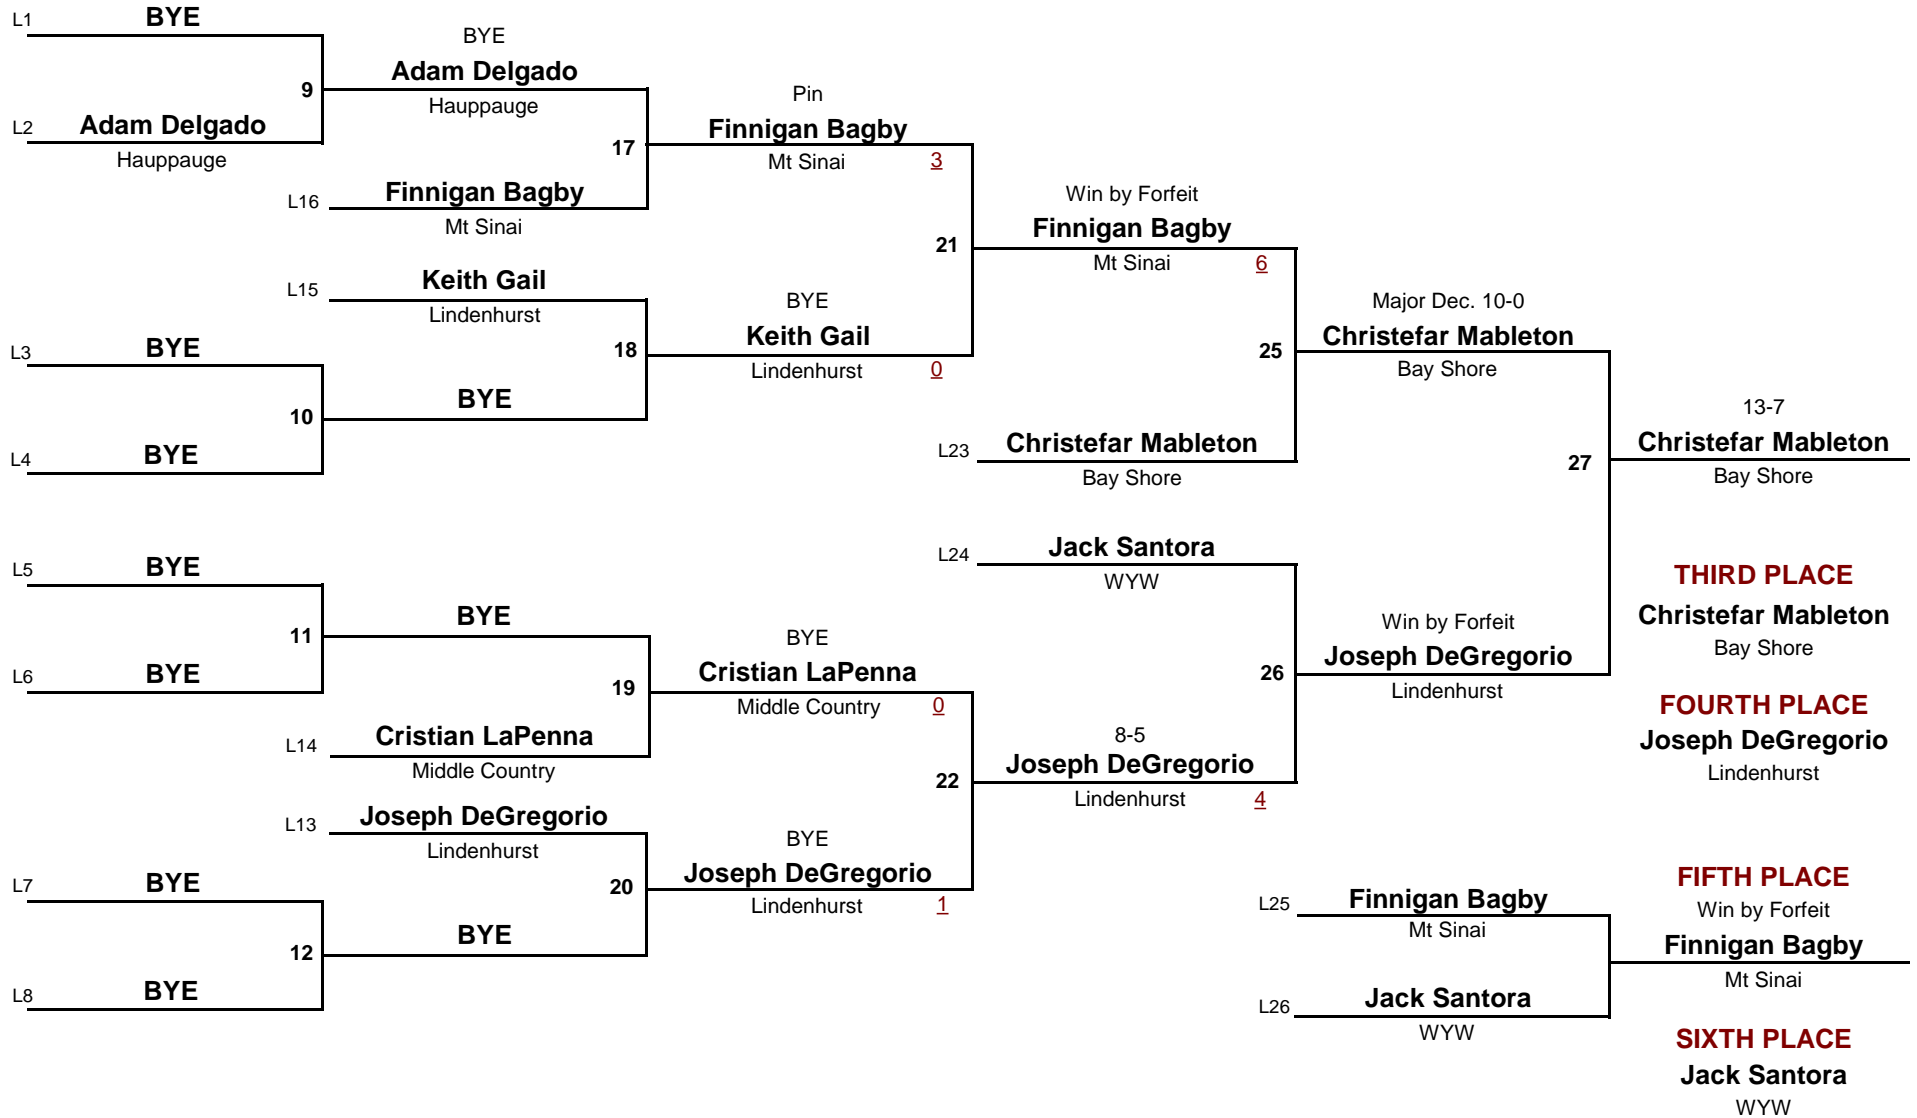 L1 BYE
BYE
Adam Delgado
9
Hauppauge
L2 Adam Delgado
Hauppauge
Pin
Finnigan Bagby
17
Mt Sinai 3
L16 Finnigan Bagby
Mt Sinai
Win by Forfeit
Finnigan Bagby
21
Mt Sinai 6
L15 Keith Gail
Lindenhurst
BYE
Keith Gail
18
Lindenhurst 0
L3 BYE
10
BYE
L4 BYE
Major Dec. 10-0
Christefar Mableton
25
Bay Shore
L23 Christefar Mableton
Bay Shore
13-7
Christefar Mableton
27
Bay Shore
L5 BYE
11
BYE
L6 BYE
L24 Jack Santora
WYW
THIRD PLACE
Christefar Mableton
Bay Shore
BYE
Cristian LaPenna
19
Middle Country 0
L14 Cristian LaPenna
Middle Country
Win by Forfeit
Joseph DeGregorio
26
Lindenhurst
FOURTH PLACE
Joseph DeGregorio
Lindenhurst
8-5
Joseph DeGregorio
22
Lindenhurst 4
L13 Joseph DeGregorio
Lindenhurst
BYE
Joseph DeGregorio
20
Lindenhurst 1
L7 BYE
12
BYE
L8 BYE
L25 Finnigan Bagby
Mt Sinai
FIFTH PLACE
Win by Forfeit
Finnigan Bagby
Mt Sinai
L26 Jack Santora
WYW
SIXTH PLACE
Jack Santora
WYW